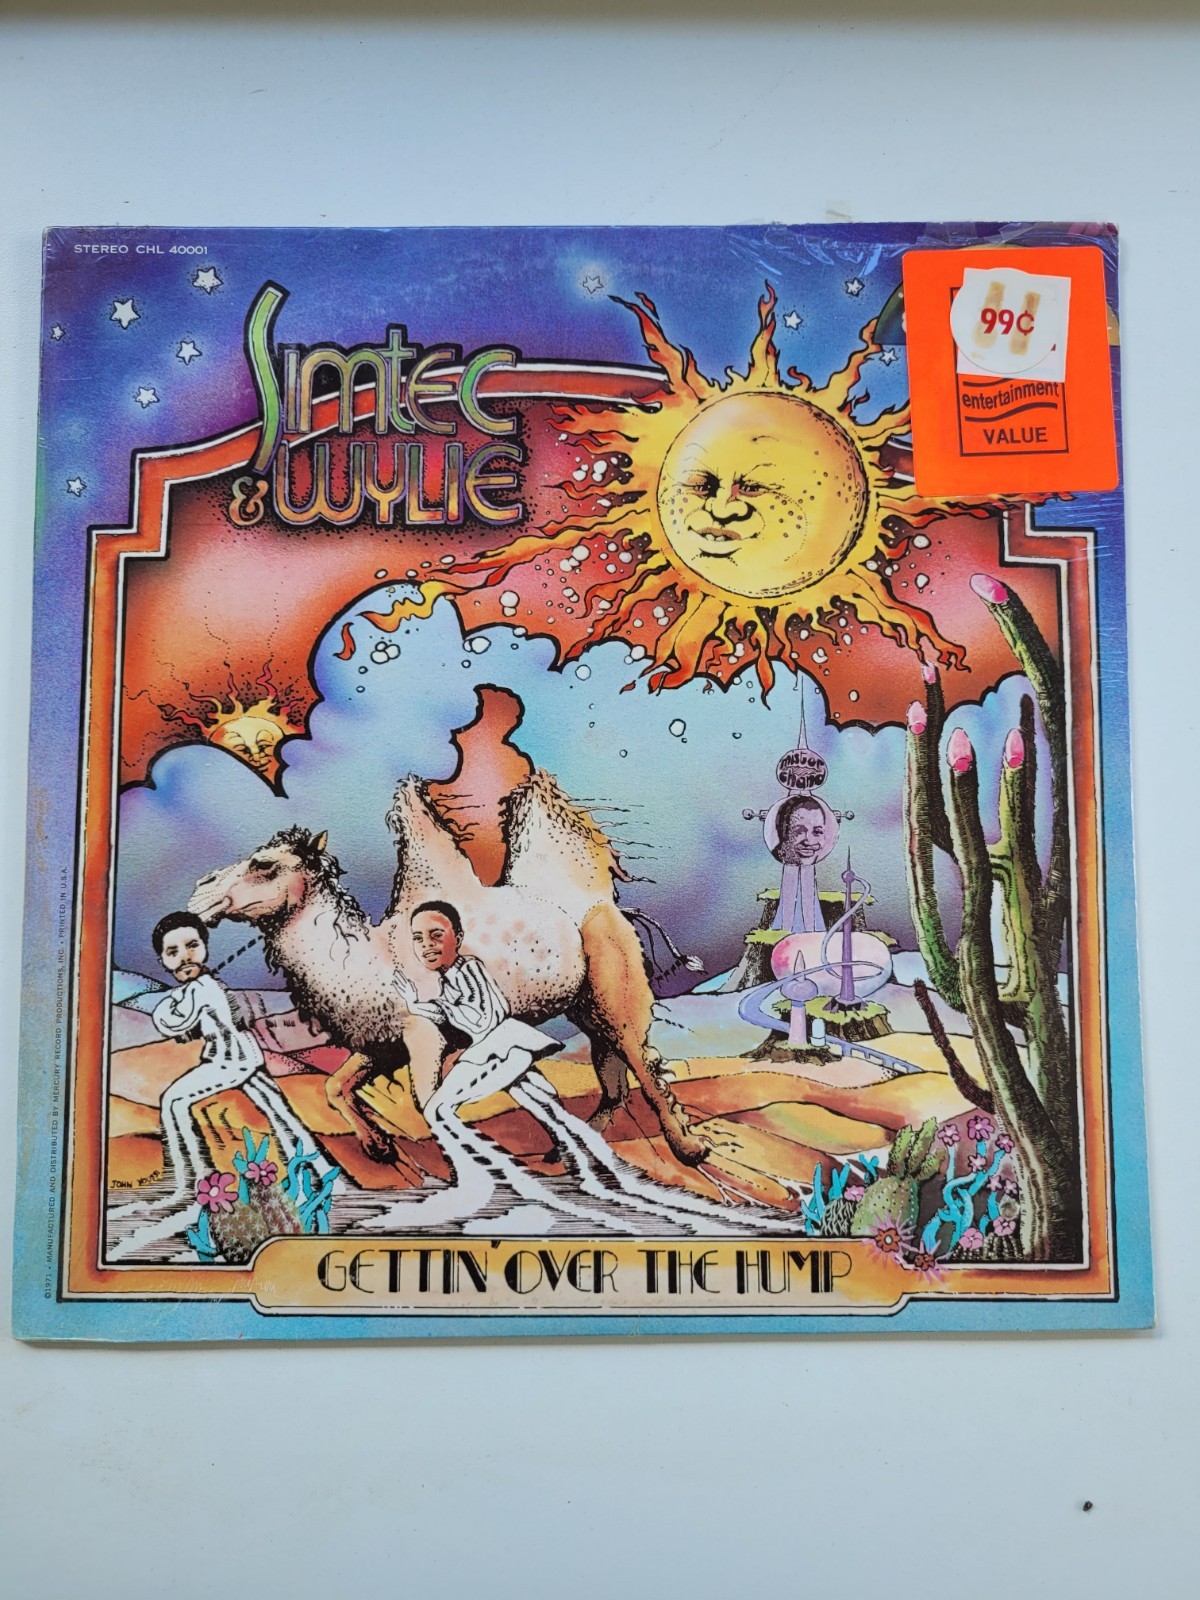 STEREO CHL 40001
Simtec
& WYLIE
99¢
entertainment
VALUE
mister
chand
JOHN
GETTIN' OVER THE HUMP
©1971 • MANUFACTURED AND DISTRIBUTED BY MERCURY RECORD PRODUCTIONS, INC. • PRINTED IN U.S.A.